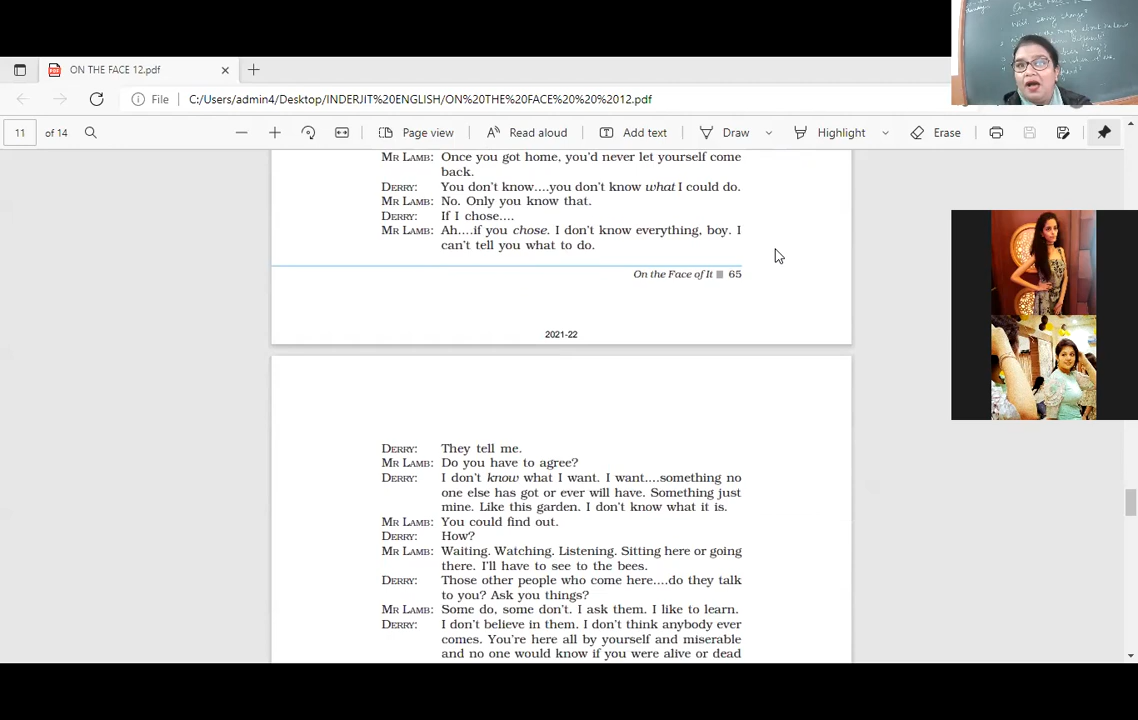 On the Face
ON THE FACE 12.pdf
File C:/Users/admin4/Desktop/INDERJIT%20ENGLISH/ON%20THE%20FACE%20%20%2012.pdf
11 of 14 Page view Read aloud Add text Draw Highlight Erase
MR LAMB: Once you got home, you'd never let yourself come
back.
DERRY: You don't know....you don't know what I could do.
MR LAMB: No. Only you know that.
DERRY: If I chose....
MR LAMB: Ah....if you chose. I don't know everything, boy. I
can't tell you what to do.
On the Face of It 65
2021-22
DERRY: They tell me.
MR LAMB: Do you have to agree?
DERRY: I don't know what I want. I want....something no
one else has got or ever will have. Something just
mine. Like this garden. I don't know what it is.
MR LAMB: You could find out.
DERRY: How?
MR LAMB: Waiting. Watching. Listening. Sitting here or going
there. I'll have to see to the bees.
DERRY: Those other people who come here....do they talk
to you? Ask you things?
MR LAMB: Some do, some don't. I ask them. I like to learn.
DERRY: I don't believe in them. I don't think anybody ever
comes. You're here all by yourself and miserable
and no one would know if you were alive or dead